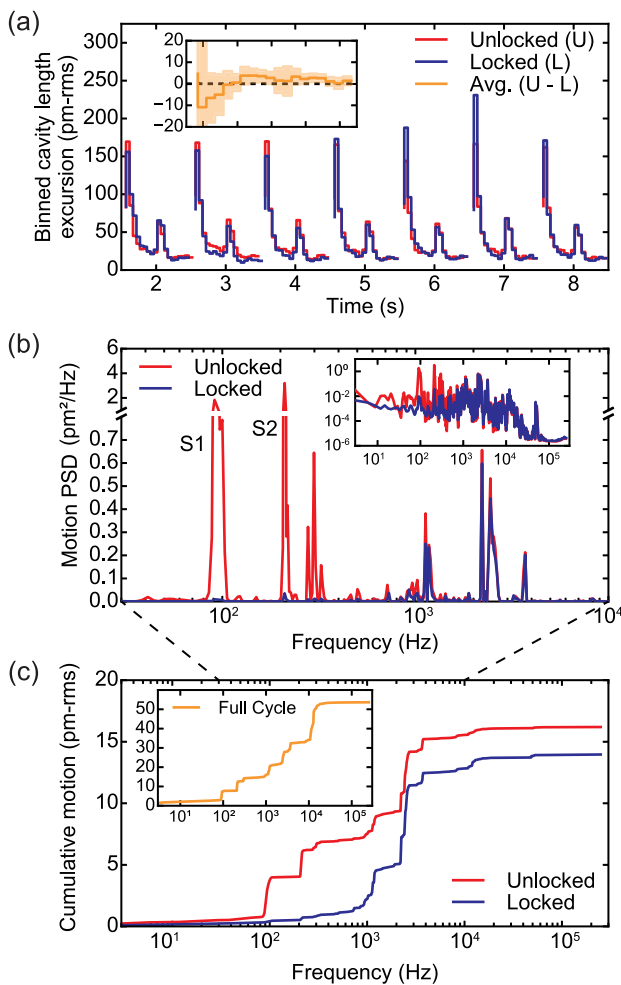 (a)
300
250
200
150
100
50
0
Binned cavity length
excursion (pm-rms)
20
10
0
−10
−20
Unlocked (U)
Locked (L)
Avg. (U - L)
2 3 4 5 6 7 8
Time (s)
(b)
6
4
2
0.7
0.6
0.5
0.4
0.3
0.2
0.1
0.0
Motion PSD (pm²/Hz)
Unlocked
Locked
S1
S2
10⁰
10⁻²
10⁻⁴
10⁻⁶
10¹ 10² 10³ 10⁴ 10⁵
10² 10³ 10⁴
Frequency (Hz)
(c)
20
15
10
5
0
Cumulative motion (pm-rms)
50
40
30
20
10
0
Full Cycle
10¹ 10² 10³ 10⁴ 10⁵
Unlocked
Locked
10¹ 10² 10³ 10⁴ 10⁵
Frequency (Hz)